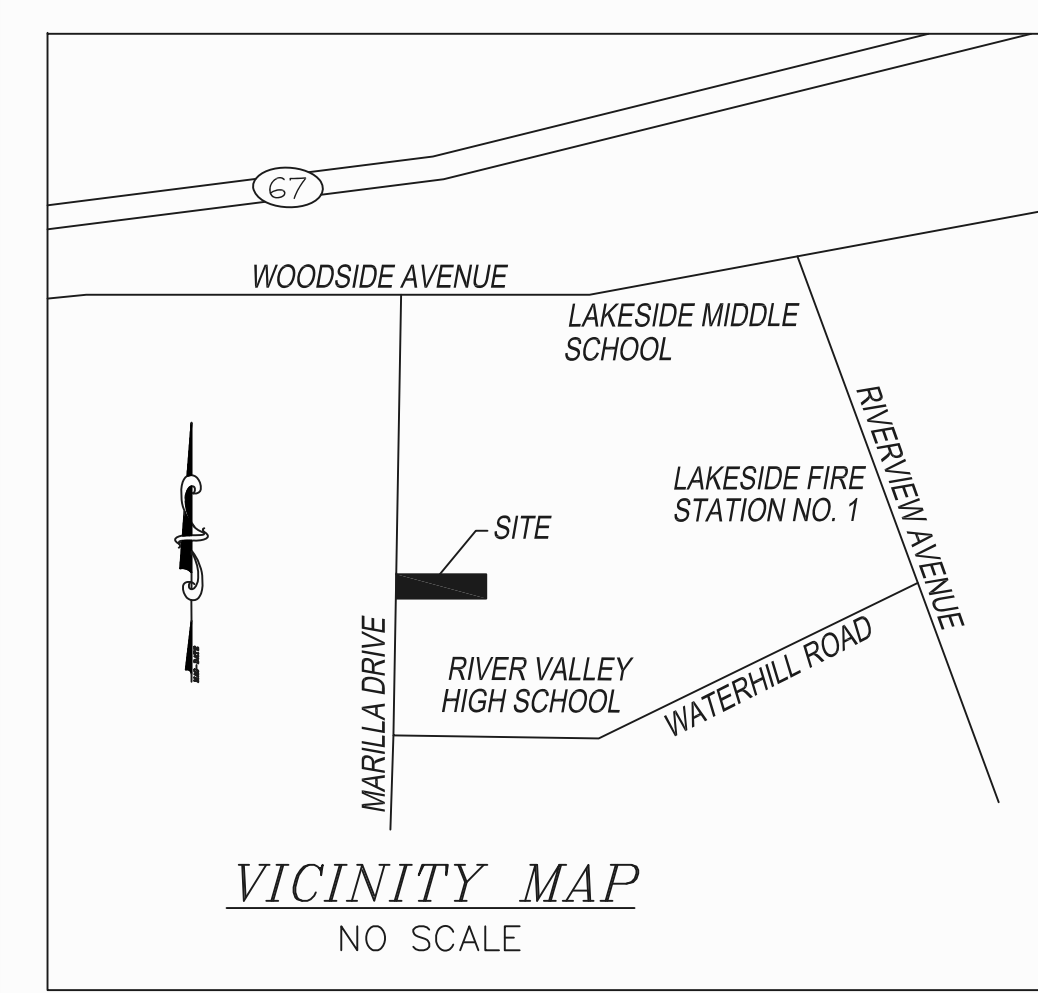 67
WOODSIDE AVENUE
LAKESIDE MIDDLE
SCHOOL
RIVERVIEW AVENUE
LAKESIDE FIRE
STATION NO. 1
SITE
MARILLA DRIVE
RIVER VALLEY
HIGH SCHOOL
WATERHILL ROAD
VICINITY MAP
NO SCALE